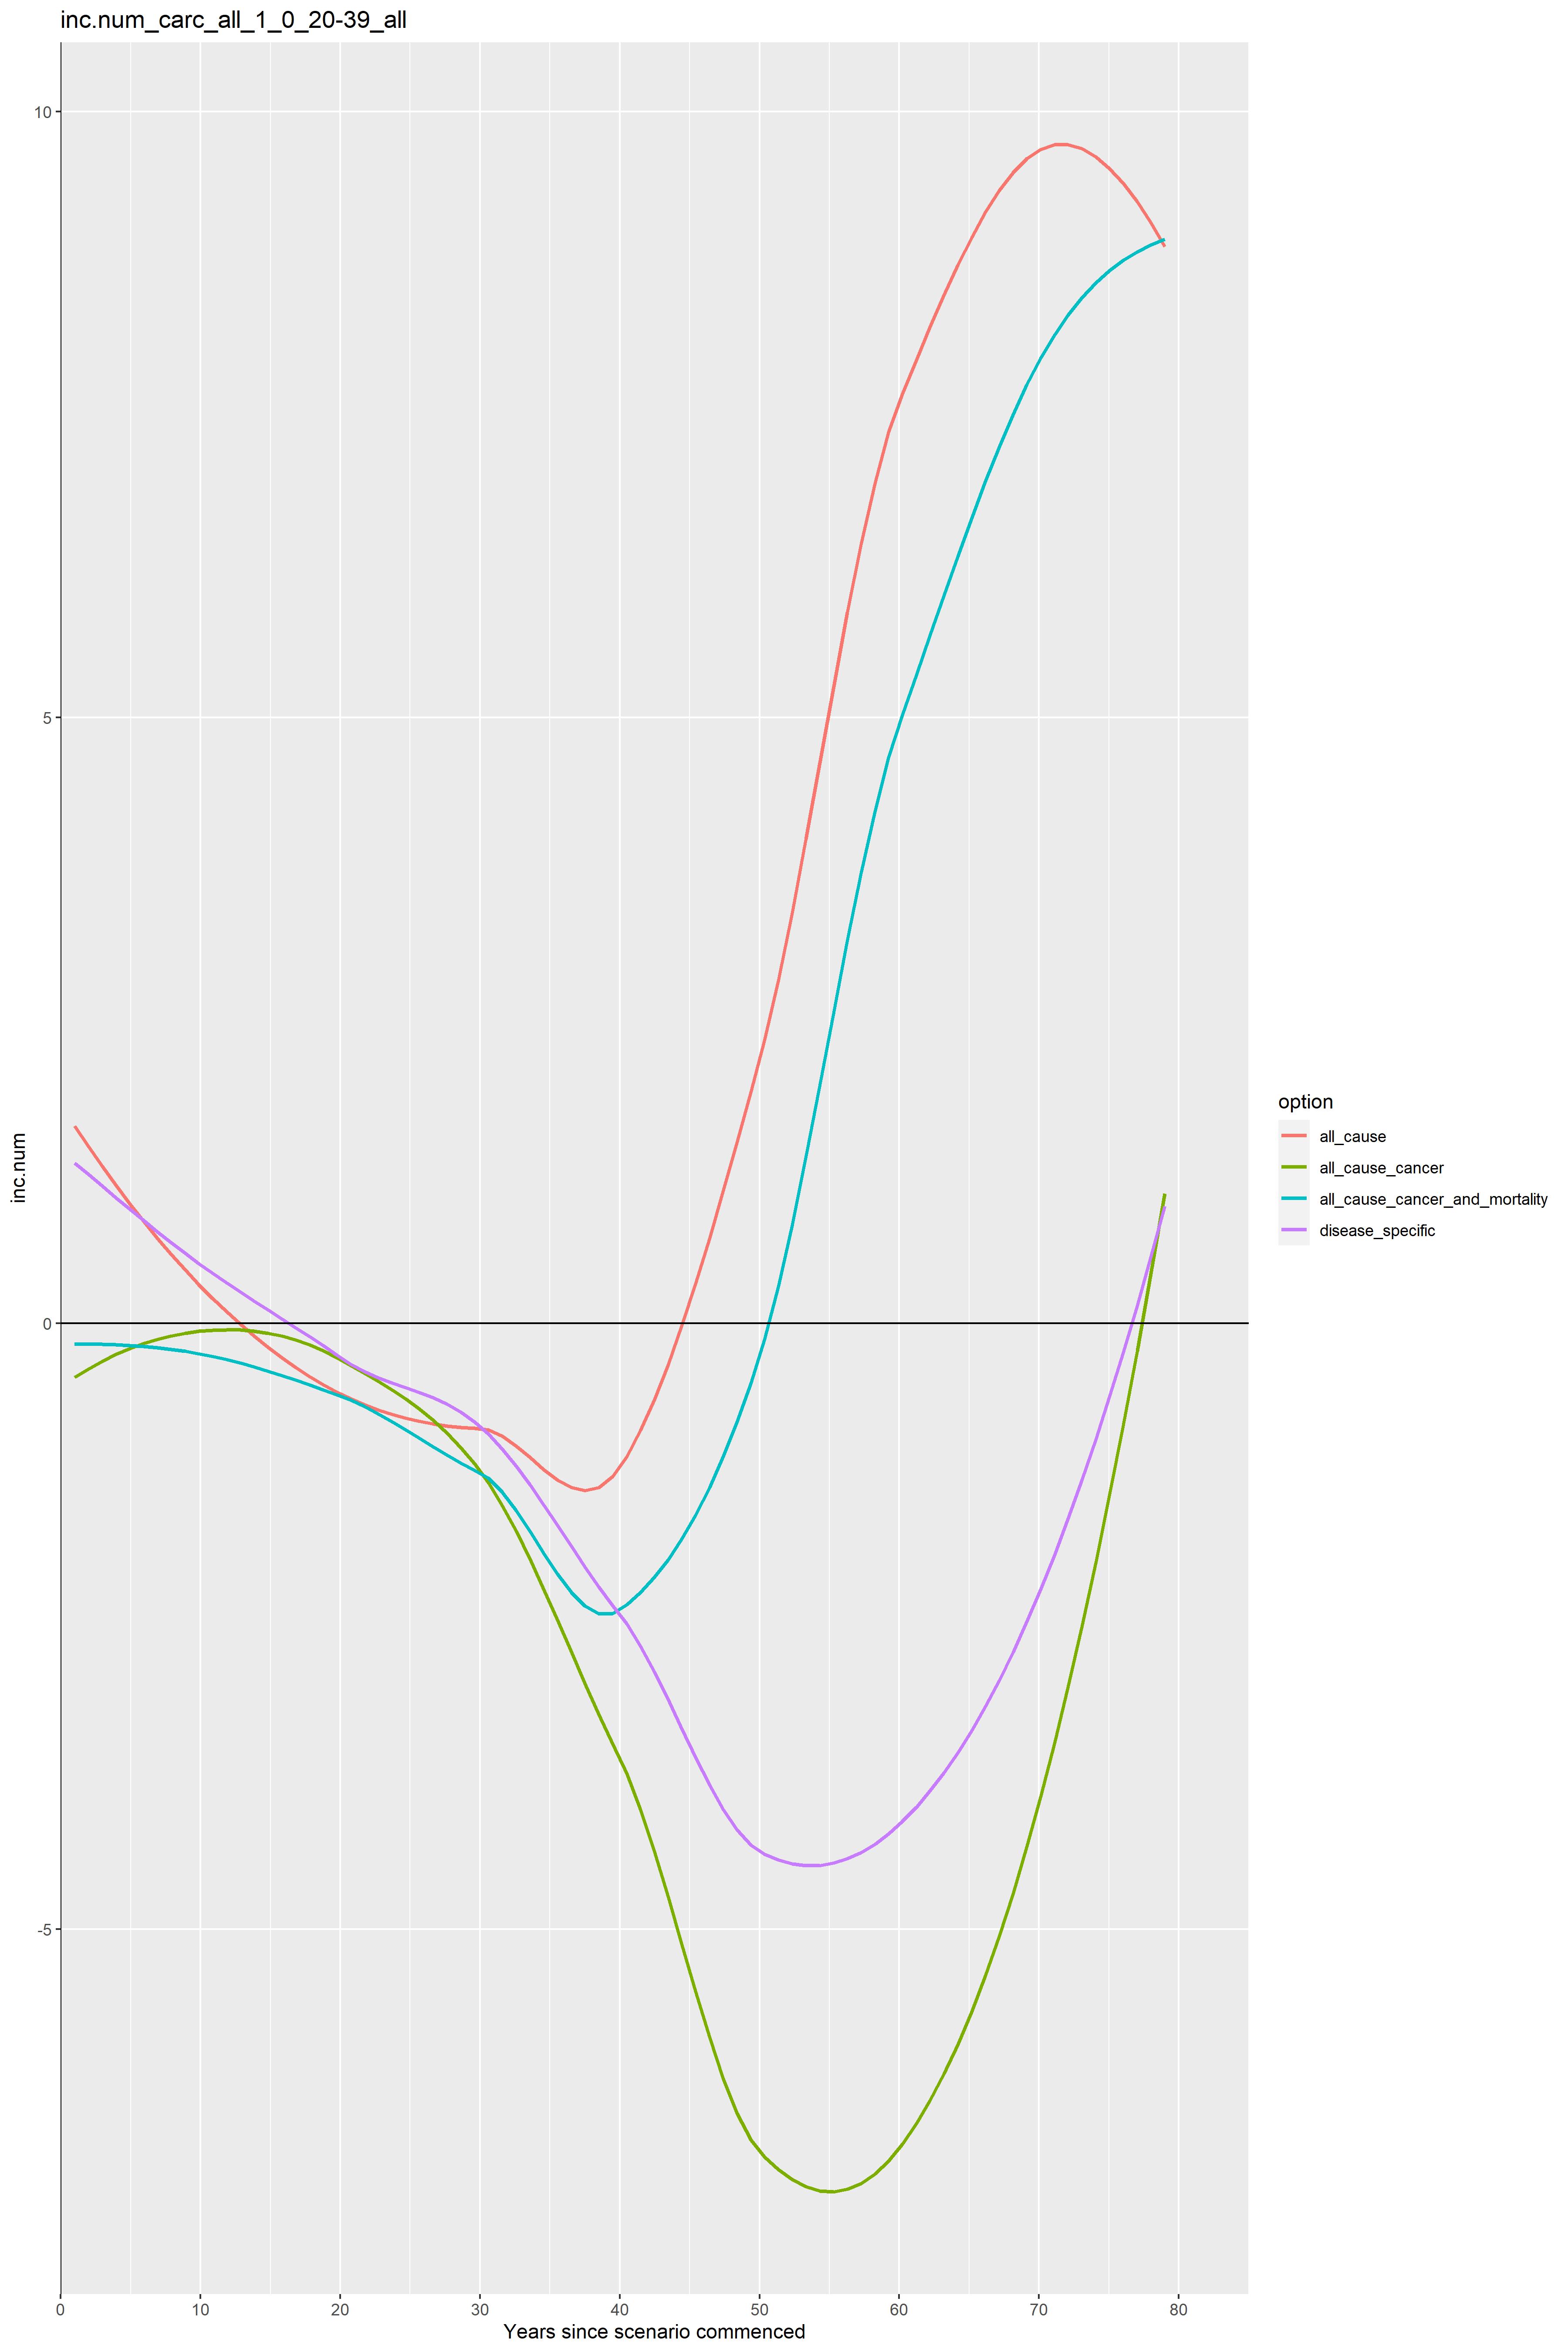 inc.num_carc_all_1_0_20-39_all
10
5
0
-5
inc.num
0 10 20 30 40 50 60 70 80
Years since scenario commenced
option
all_cause
all_cause_cancer
all_cause_cancer_and_mortality
disease_specific